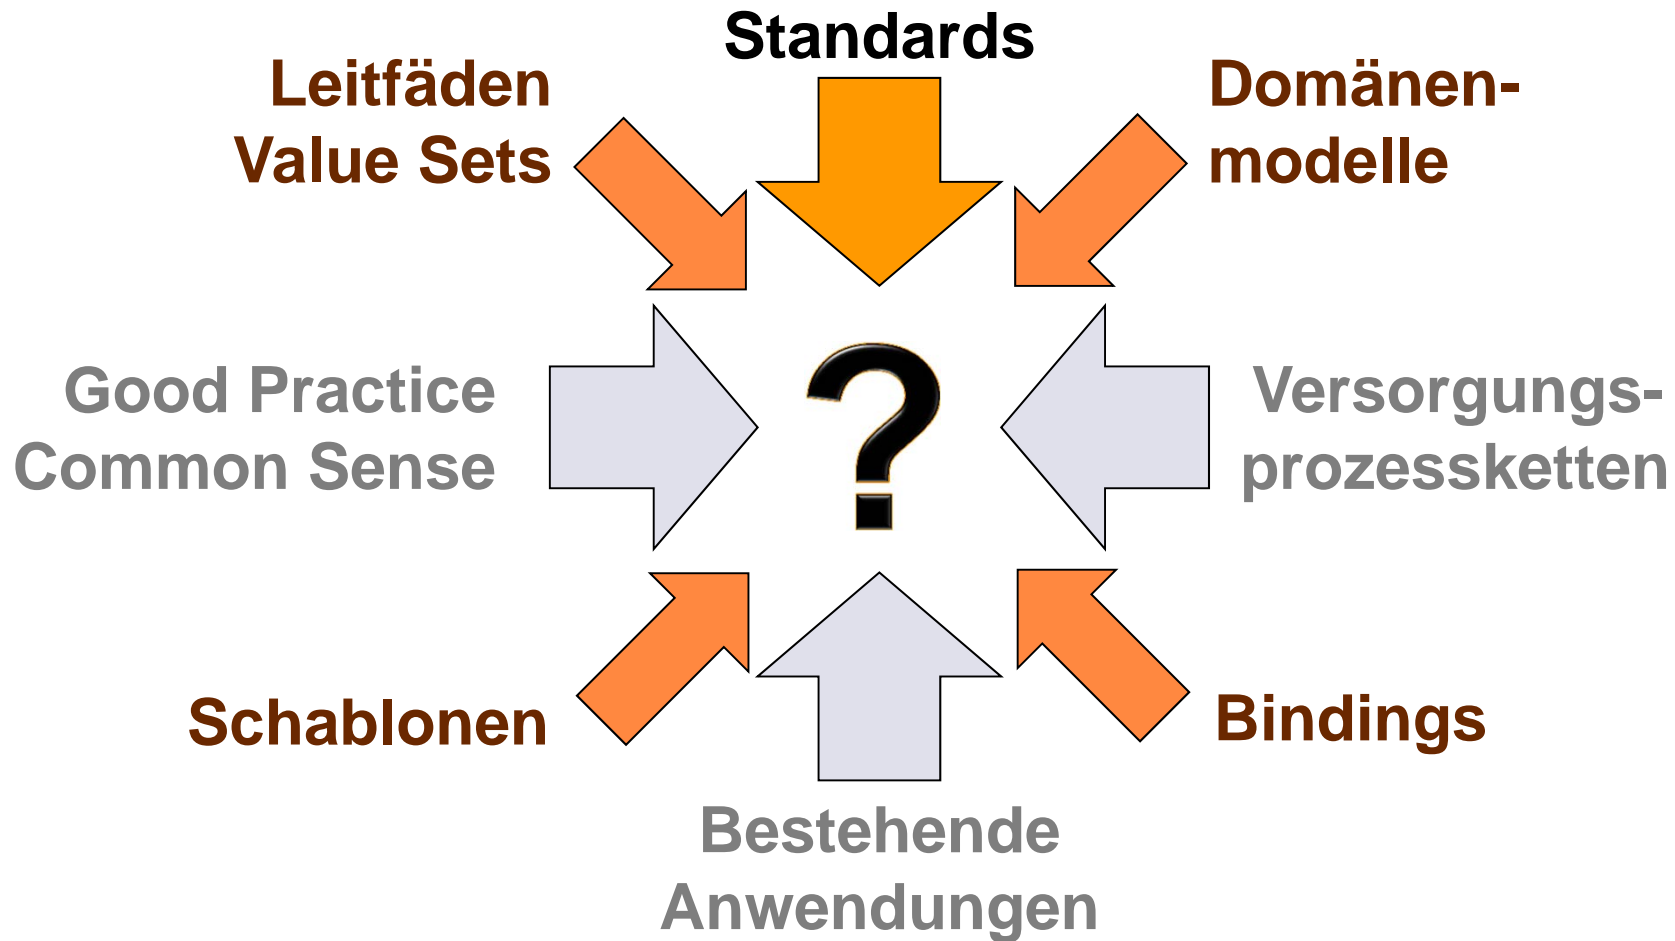 Standards
Leitfäden
Value Sets
Domänen-
modelle
Good Practice
Common Sense
?
Versorgungs-
prozessketten
Schablonen
Bindings
Bestehende
Anwendungen